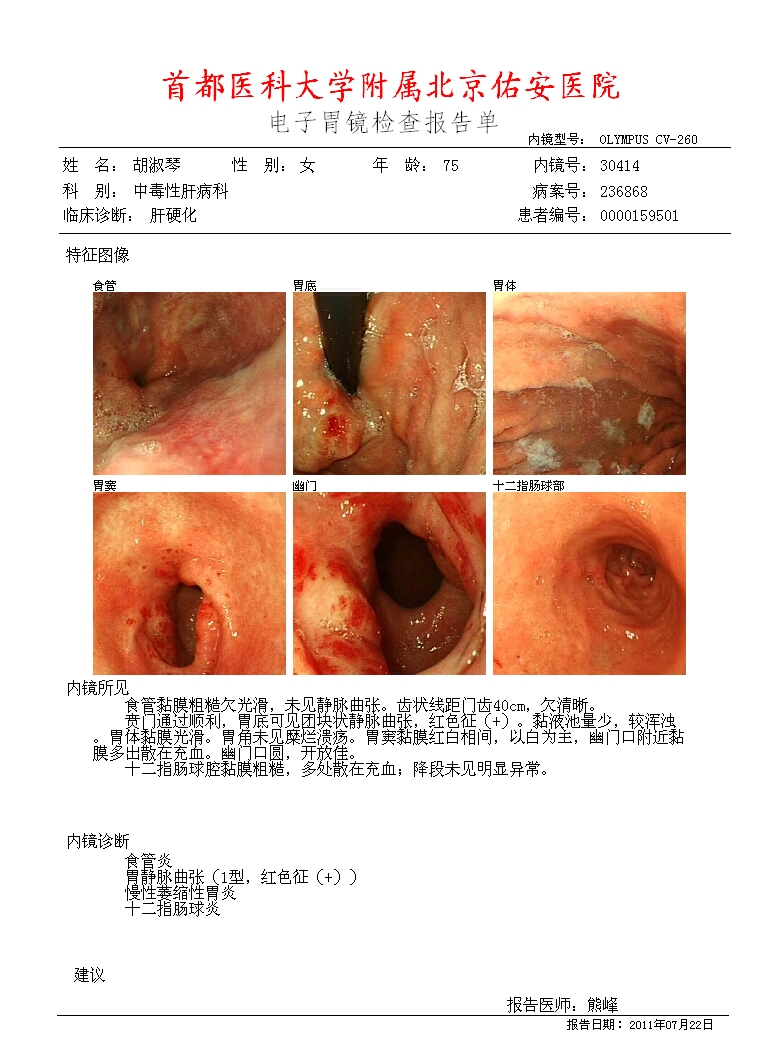 首都医科大学附属北京佑安医院
电子胃镜检查报告单
内镜型号： OLYMPUS CV-260
姓 名： 胡淑琴 性 别：女 年 龄： 75 内镜号：30414
科 别： 中毒性肝病科 病案号：236868
临床诊断： 肝硬化 患者编号：0000159501
特征图像
食管 胃底 胃体
胃窦 幽门 十二指肠球部
内镜所见
食管黏膜粗糙欠光滑，未见静脉曲张。齿状线距门齿40cm，欠清晰。
贲门通过顺利，胃底可见团块状静脉曲张，红色征（+）。黏液池量少，较浑浊
。胃体黏膜光滑。胃角未见糜烂溃疡。胃窦黏膜红白相间，以白为主，幽门口附近黏
膜多出散在充血。幽门口圆，开放佳。
十二指肠球腔黏膜粗糙，多处散在充血；降段未见明显异常。
内镜诊断
食管炎
胃静脉曲张（1型，红色征（+））
慢性萎缩性胃炎
十二指肠球炎
建议
报告医师：熊峰
报告日期：2011年07月22日